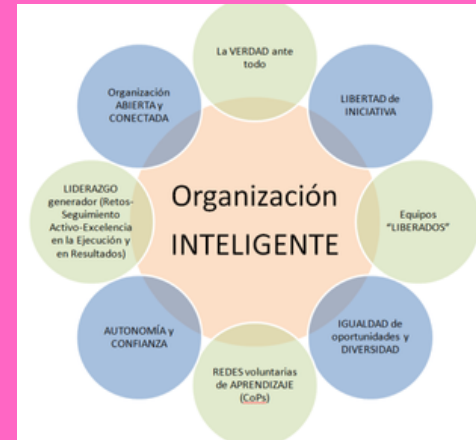 La VERDAD ante
todo
Organización
ABIERTA y
CONECTADA
LIBERTAD de
INICIATIVA
LIDERAZGO
generador (Retos-
Seguimiento
Activo-Excelencia
en la Ejecución y
en Resultados)
Organización
INTELIGENTE
Equipos
"LIBERADOS"
AUTONOMÍA y
CONFIANZA
IGUALDAD de
oportunidades y
DIVERSIDAD
REDES voluntarias
de APRENDIZAJE
(CoPs)